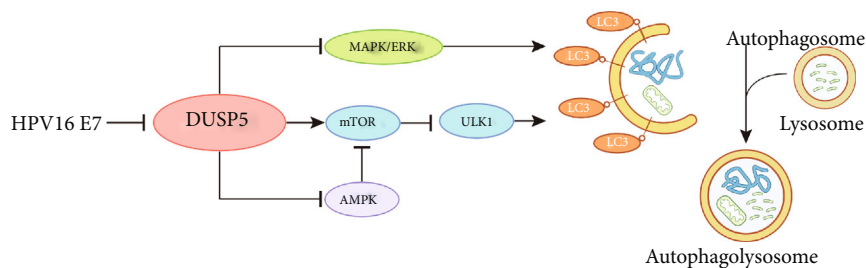 LC3
MAPK/ERK
LC3
Autophagosome
HPV16 E7
DUSP5
mTOR
ULK1
LC3
Lysosome
LC3
AMPK
Autophagolysosome